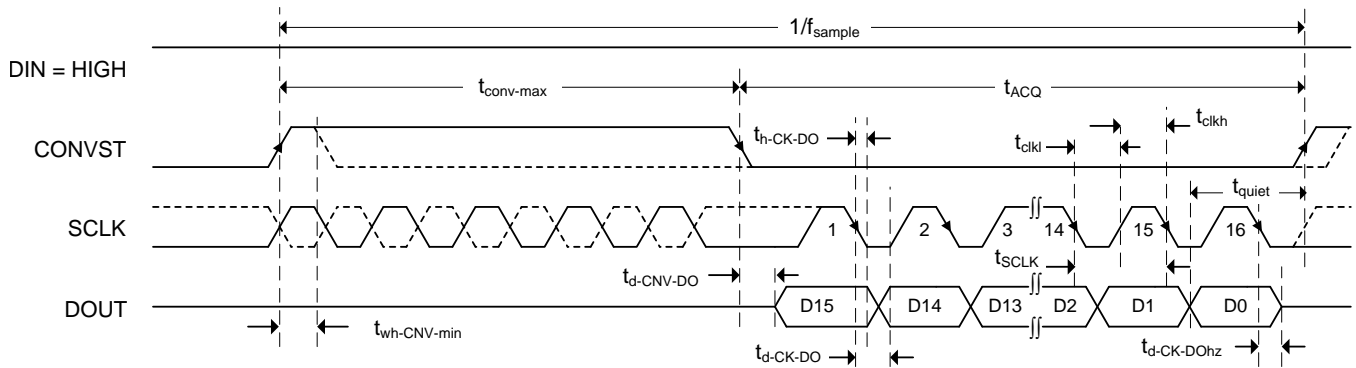 1/fsample
DIN = HIGH
tconv-max
tACQ
CONVST
th-CK-DO
tclkh
tclkl
tquiet
SCLK
1 2 3 14 15 16
tSCLK
td-CNV-DO
DOUT
D15 D14 D13 D2 D1 D0
twh-CNV-min
td-CK-DO
td-CK-DOhz